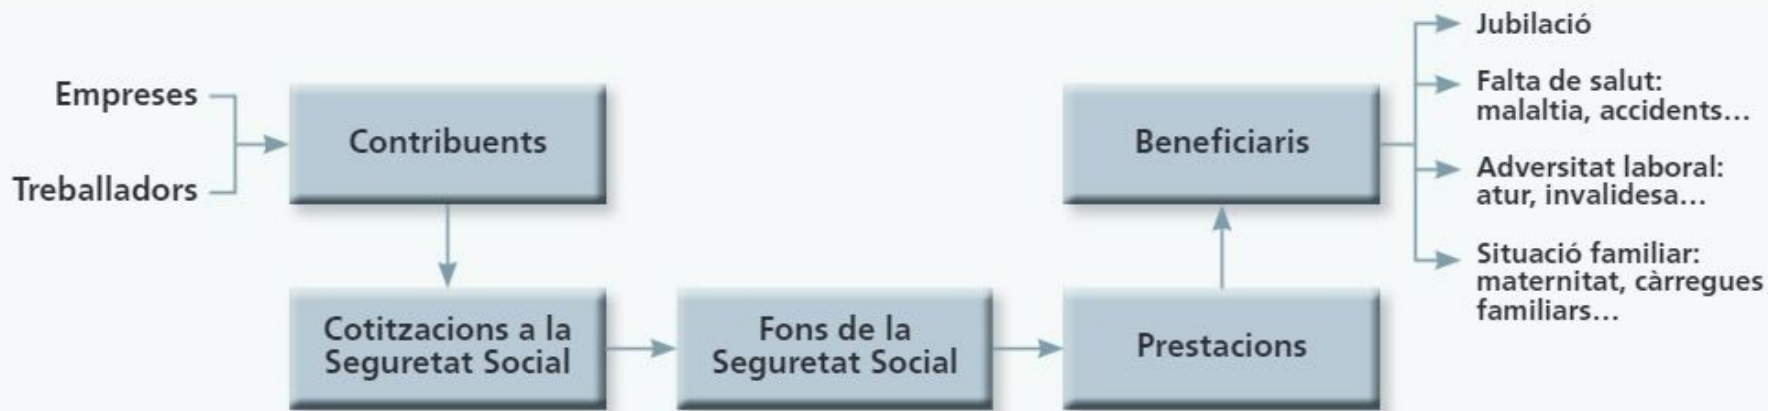 Empreses
Treballadors
Contribuents
Cotitzacions a la
Seguretat Social
Fons de la
Seguretat Social
Prestacions
Beneficiaris
Jubilació
Falta de salut:
malaltia, accidents...
Adversitat laboral:
atur, invalidesa...
Situació familiar:
maternitat, càrregues
familiars...